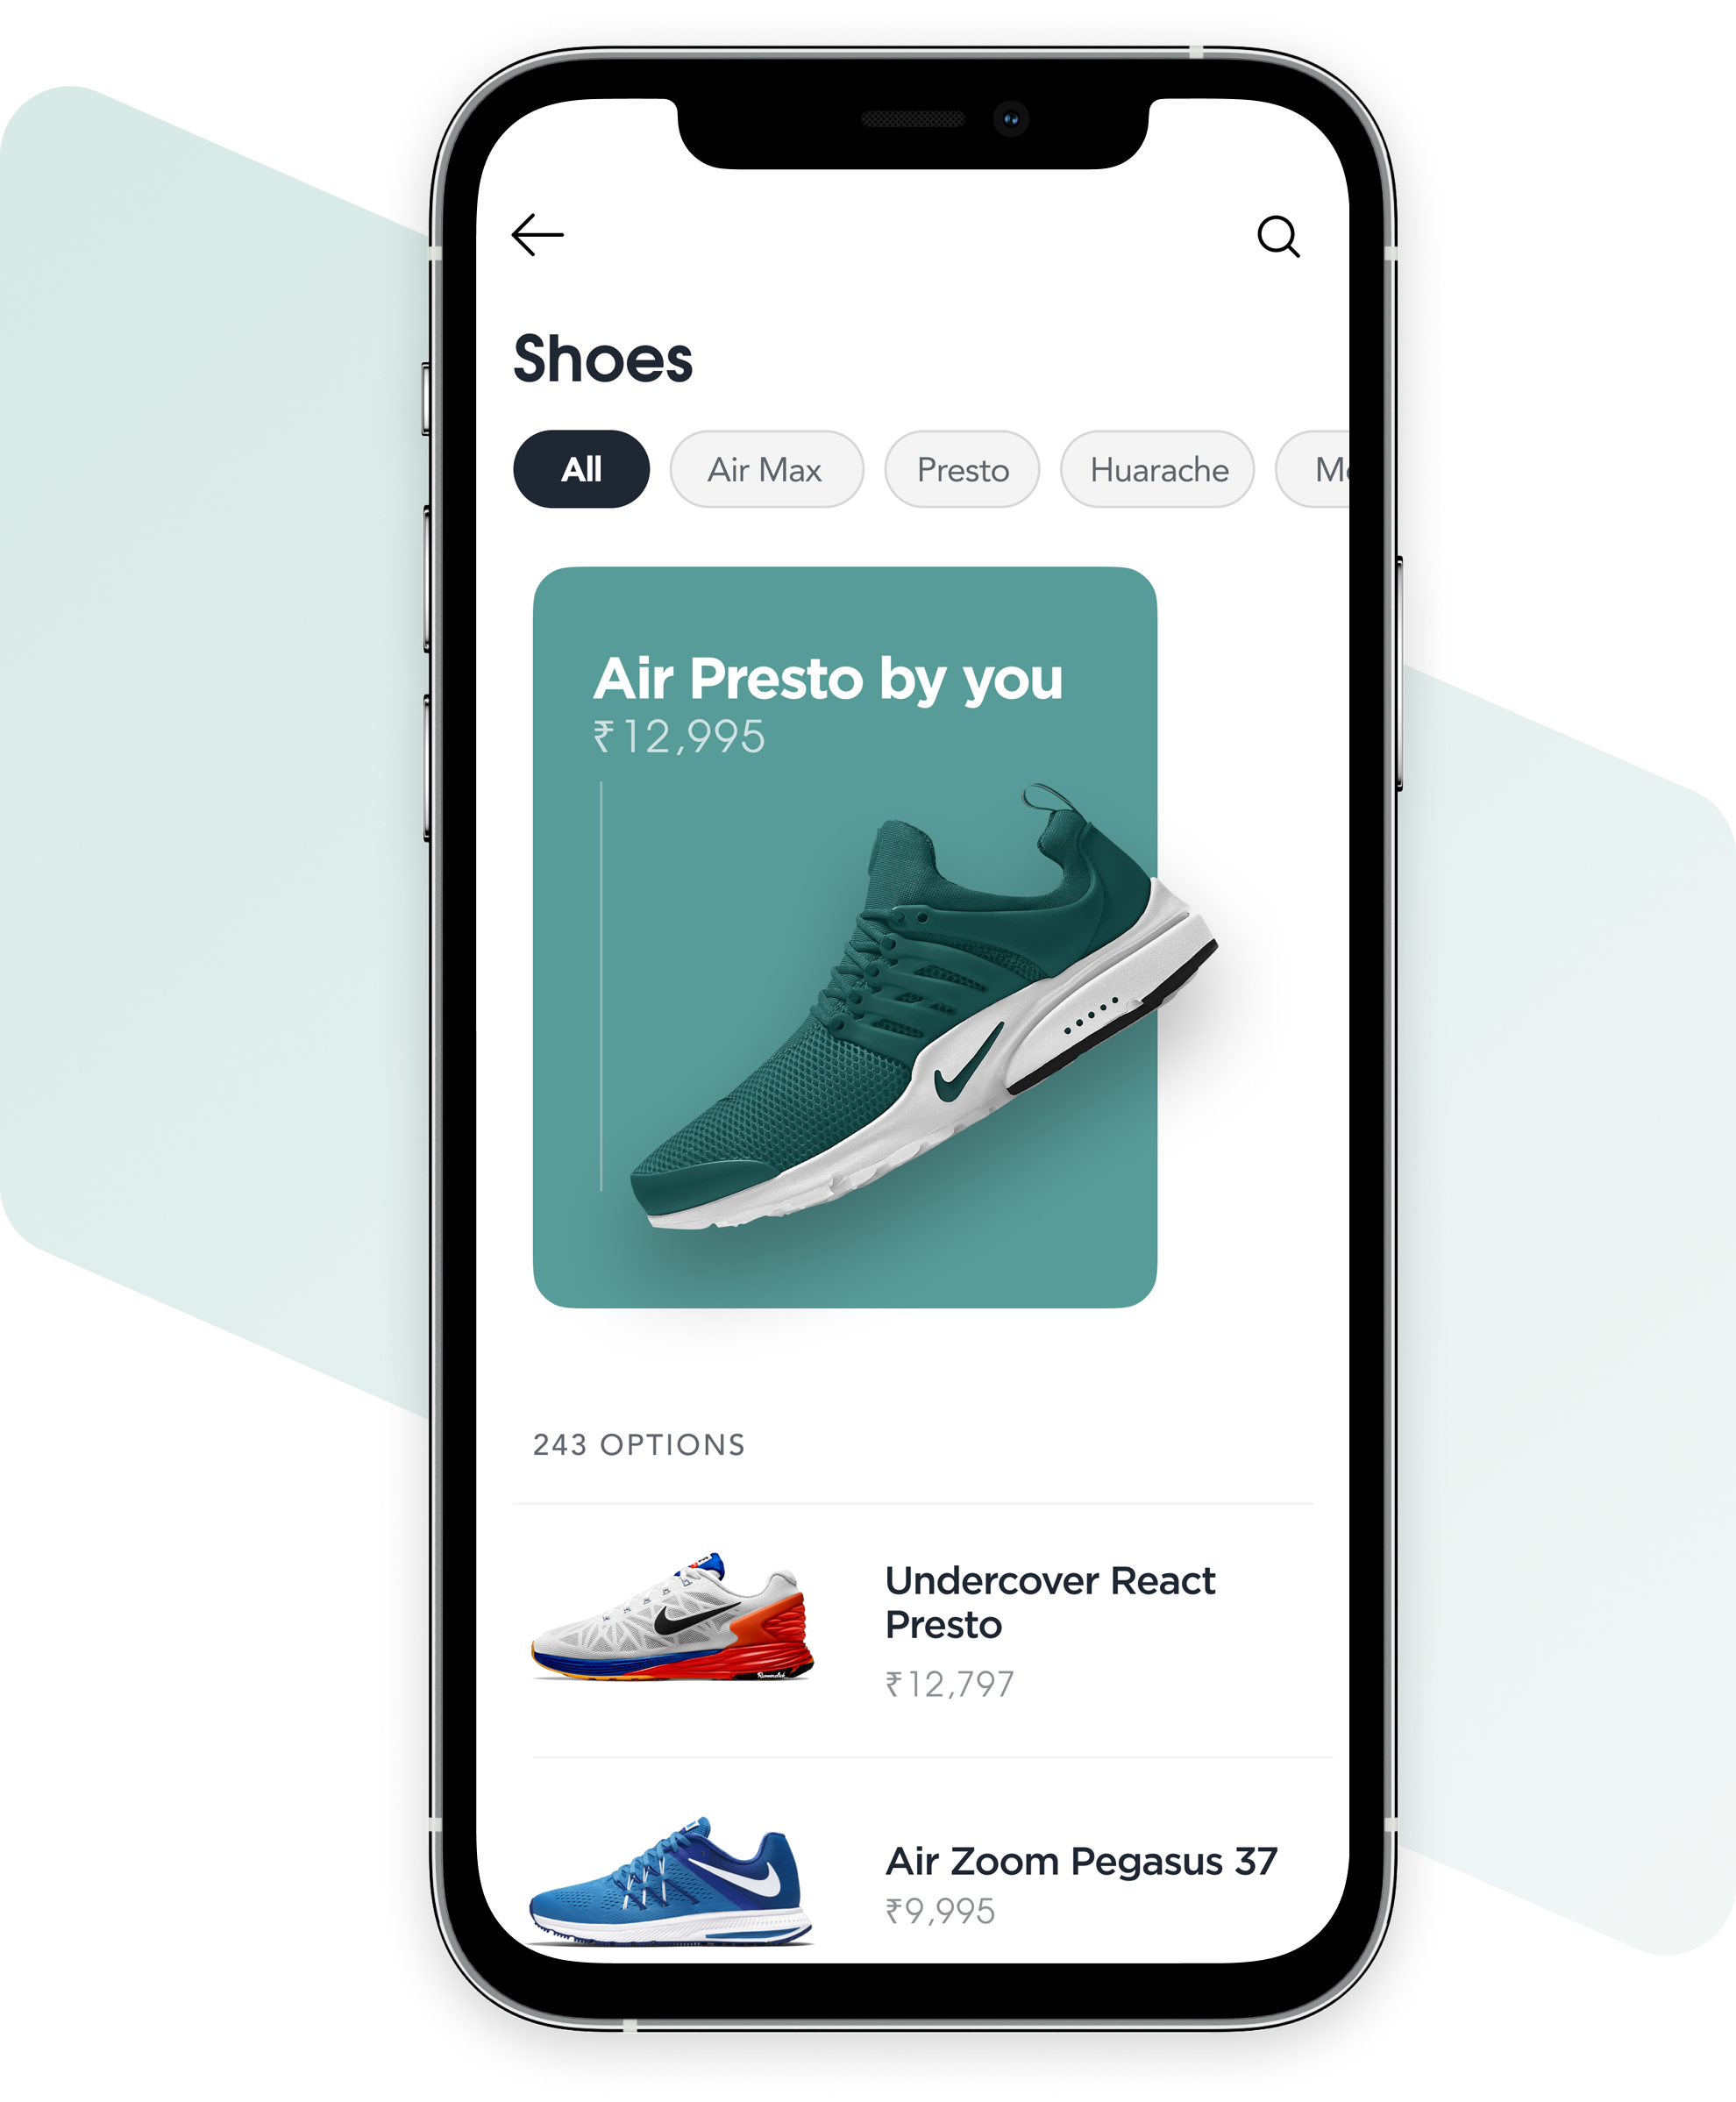 Shoes
All
Air Max
Presto
Huarache
Air Presto by you
₹12,995
243 OPTIONS
Undercover React
Presto
₹12,797
Air Zoom Pegasus 37
₹9,995